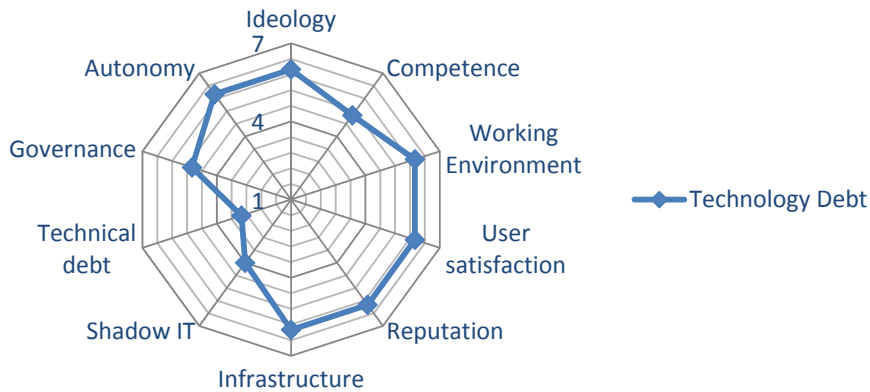 Ideology
7
Autonomy
Competence
4
Working
Environment
Governance
1
Technology Debt
Technical
debt
User
satisfaction
Shadow IT
Reputation
Infrastructure